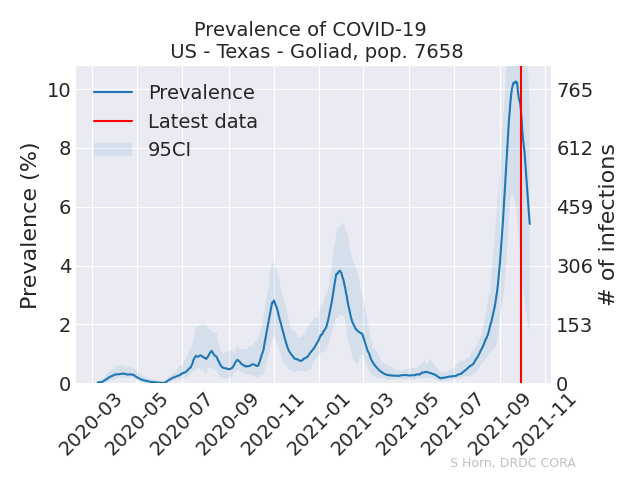 Prevalence of COVID-19
US - Texas - Goliad, pop. 7658
Prevalence
Latest data
95CI
Prevalence (%)
10
8
6
4
2
0
765
612
459
306
153
0
# of infections
2020-03
2020-05
2020-07
2020-09
2020-11
2021-01
2021-03
2021-05
2021-07
2021-09
2021-11
S Horn, DRDC CORA